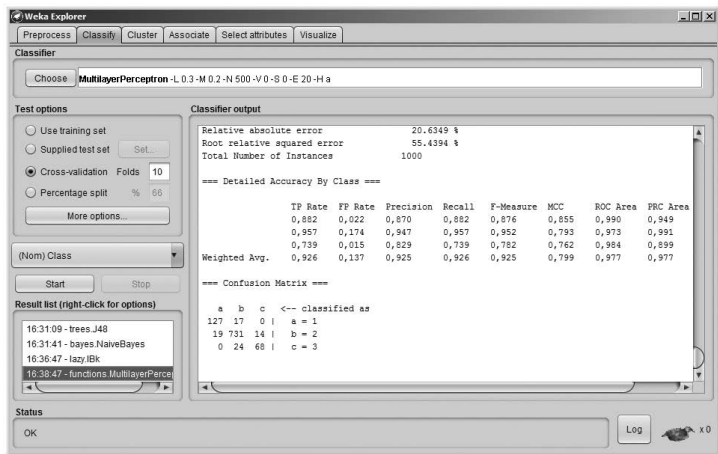 Weka Explorer
Preprocess Classify Cluster Associate Select attributes Visualize
Classifier
Choose MultilayerPerceptron -L 0.3 -M 0.2 -N 500 -V 0 -S 0 -E 20 -H a
Test options
Use training set
Supplied test set Set...
Cross-validation Folds 10
Percentage split % 66
More options...
(Nom) Class
Start Stop
Result list (right-click for options)
16:31:09 - trees.J48
16:31:41 - bayes.NaiveBayes
16:36:47 - lazy.IBk
16:38:47 - functions.MultilayerPercep
Classifier output
Relative absolute error 20.6349 %
Root relative squared error 55.4394 %
Total Number of Instances 1000
=== Detailed Accuracy By Class ===
TP Rate FP Rate Precision Recall F-Measure MCC ROC Area PRC Area
0,882 0,022 0,870 0,882 0,876 0,855 0,990 0,949
0,957 0,174 0,947 0,957 0,952 0,793 0,973 0,991
0,739 0,015 0,829 0,739 0,782 0,762 0,984 0,899
Weighted Avg. 0,926 0,137 0,925 0,926 0,925 0,799 0,977 0,977
=== Confusion Matrix ===
a b c <-- classified as
127 17 0 | a = 1
19 731 14 | b = 2
0 24 68 | c = 3
Status
OK
Log
x 0